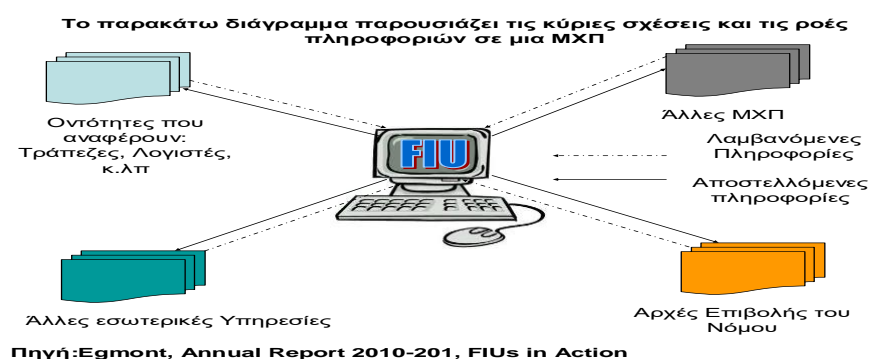 Το παρακάτω διάγραμμα παρουσιάζει τις κύριες σχέσεις και τις ροές
πληροφοριών σε μια ΜΧΠ
Οντότητες που
αναφέρουν:
Τράπεζες, Λογιστές,
κ.λπ
Άλλες ΜΧΠ
FIU
Λαμβανόμενες
Πληροφορίες
Αποστελλόμενες
πληροφορίες
Άλλες εσωτερικές Υπηρεσίες
Αρχές Επιβολής του
Νόμου
Πηγή:Egmont, Annual Report 2010-201, FIUs in Action